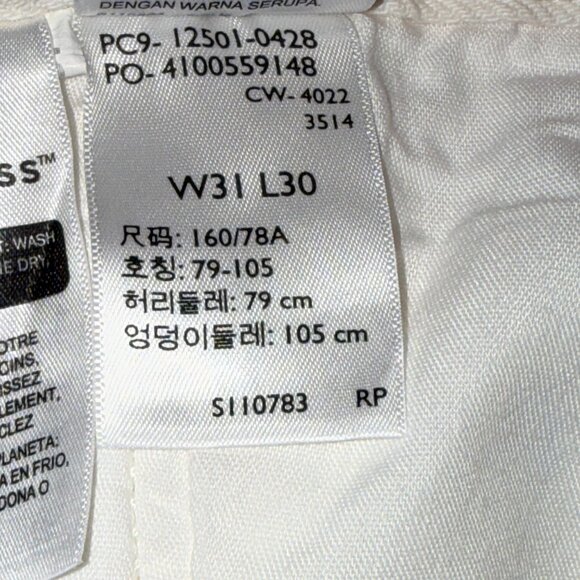 DENGAN WARNA SERUPA.
PC9- 12501-0428
PO- 4100559148
CW- 4022
3514
W31 L30
尺码: 160/78A
호칭: 79-105
허리둘레: 79 cm
엉덩이둘레: 105 cm
S110783 RP
SS™
WASH
DRY
OTRE
OINS,
ISSEZ
LEMENT,
CLEZ
PLANETA:
A EN FRIO,
DONA O